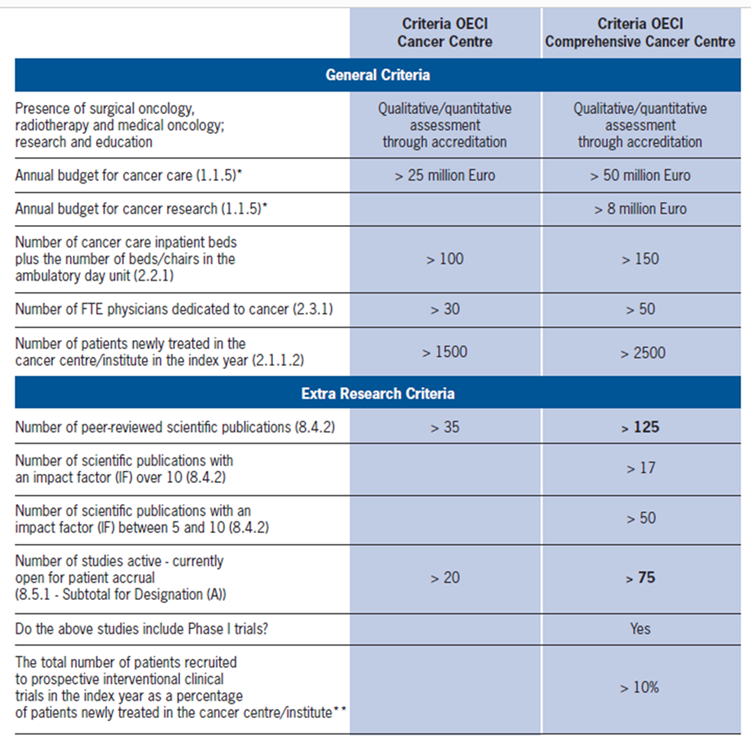 Criteria OECI
Cancer Centre
Criteria OECI
Comprehensive Cancer Centre
General Criteria
Presence of surgical oncology,
radiotherapy and medical oncology;
research and education
Qualitative/quantitative
assessment
through accreditation
Qualitative/quantitative
assessment
through accreditation
Annual budget for cancer care (1.1.5)*
> 25 million Euro
> 50 million Euro
Annual budget for cancer research (1.1.5)*
> 8 million Euro
Number of cancer care inpatient beds
plus the number of beds/chairs in the
ambulatory day unit (2.2.1)
> 100
> 150
Number of FTE physicians dedicated to cancer (2.3.1)
> 30
> 50
Number of patients newly treated in the
cancer centre/institute in the index year (2.1.1.2)
> 1500
> 2500
Extra Research Criteria
Number of peer-reviewed scientific publications (8.4.2)
> 35
> 125
Number of scientific publications with
an impact factor (IF) over 10 (8.4.2)
> 17
Number of scientific publications with an
impact factor (IF) between 5 and 10 (8.4.2)
> 50
Number of studies active - currently
open for patient accrual
(8.5.1 - Subtotal for Designation (A))
> 20
> 75
Do the above studies include Phase I trials?
Yes
The total number of patients recruited
to prospective interventional clinical
trials in the index year as a percentage
of patients newly treated in the cancer centre/institute**
> 10%